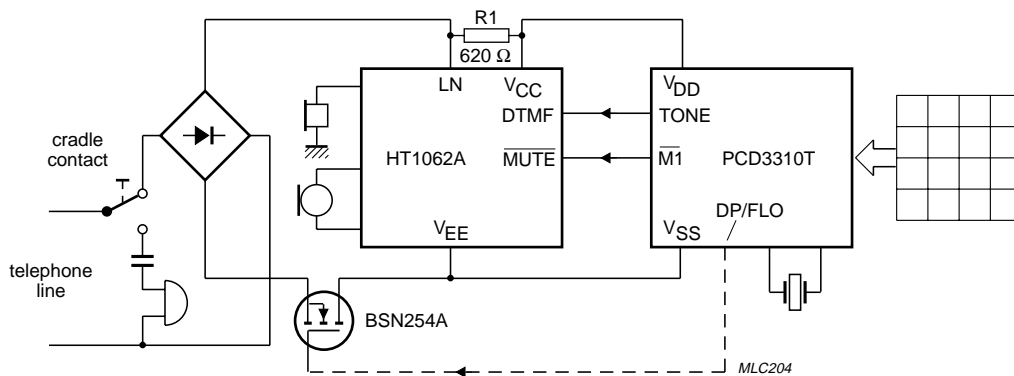 R1
620 Ω
LN
VCC
VDD
DTMF
TONE
cradle
contact
HT1062A
MUTE
M1
PCD3310T
DP/FLO
VEE
VSS
telephone
line
BSN254A
MLC204